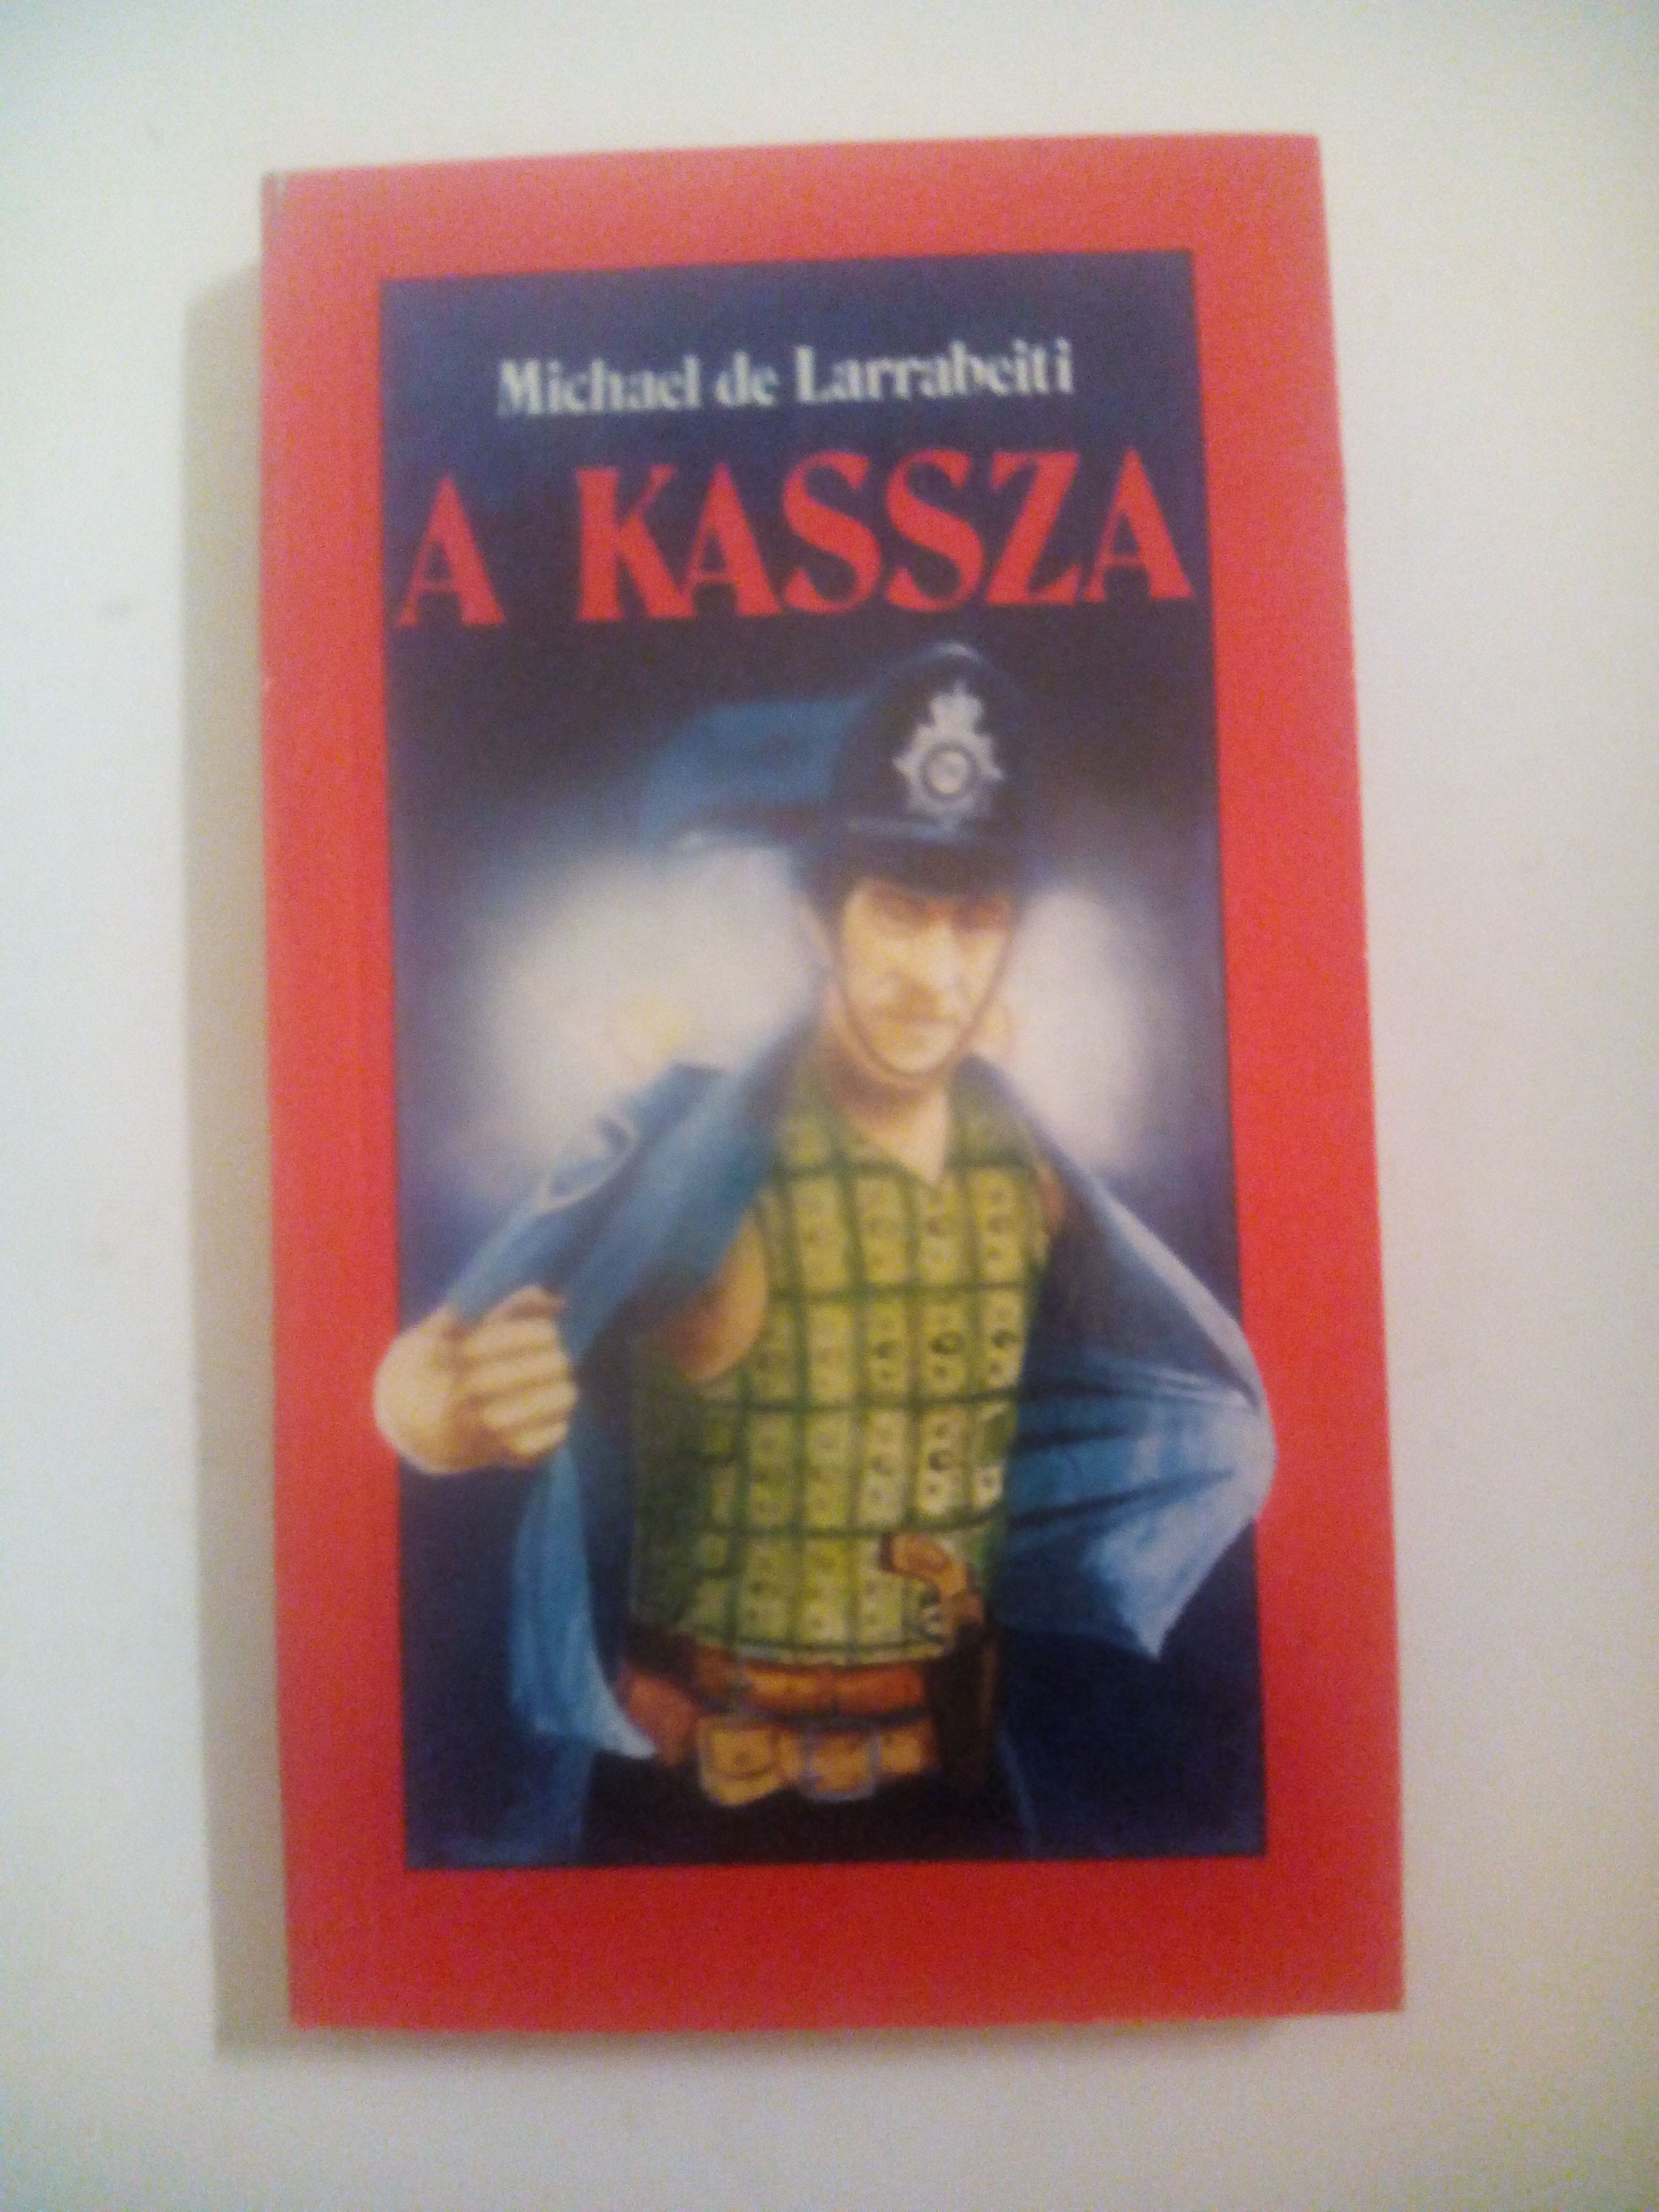 Michael de Larrabeiti
A KASSZA